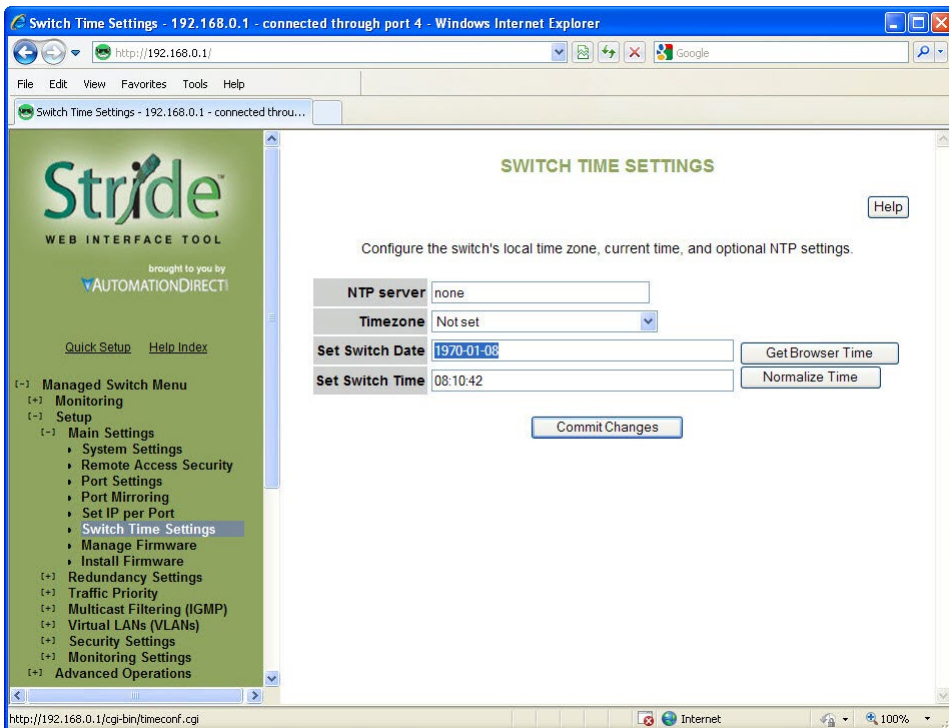 Switch Time Settings - 192.168.0.1 - connected through port 4 - Windows Internet Explorer
http://192.168.0.1/
Google
File Edit View Favorites Tools Help
Switch Time Settings - 192.168.0.1 - connected throu...
Stride™
WEB INTERFACE TOOL
brought to you by
AUTOMATIONDIRECT
Quick Setup Help Index
[-] Managed Switch Menu
[+] Monitoring
[-] Setup
[-] Main Settings
System Settings
Remote Access Security
Port Settings
Port Mirroring
Set IP per Port
Switch Time Settings
Manage Firmware
Install Firmware
[+] Redundancy Settings
[+] Traffic Priority
[+] Multicast Filtering (IGMP)
[+] Virtual LANs (VLANs)
[+] Security Settings
[+] Monitoring Settings
[+] Advanced Operations
SWITCH TIME SETTINGS
Help
Configure the switch's local time zone, current time, and optional NTP settings.
NTP server none
Timezone Not set
Set Switch Date 1970-01-08 Get Browser Time
Set Switch Time 08:10:42 Normalize Time
Commit Changes
http://192.168.0.1/cgi-bin/timeconf.cgi Internet 100%